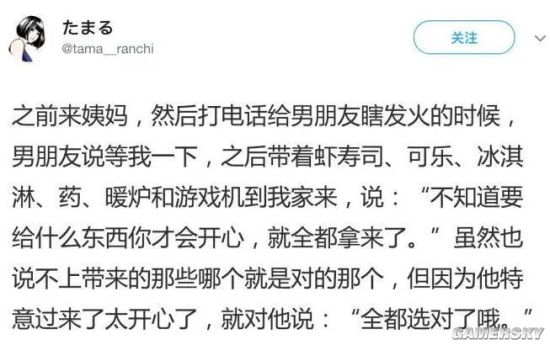 たまる
@tama__ranchi
关注
之前来姨妈，然后打电话给男朋友瞎发火的时候，
男朋友说等我一下，之后带着虾寿司、可乐、冰淇
淋、药、暖炉和游戏机到我家来，说：“不知道要
给什么东西你才会开心，就全都拿来了。”虽然也
说不上带来的那些哪个就是对的那个，但因为他特
意过来了太开心了，就对他说：“全都选对了哦。”
GAMERSKY